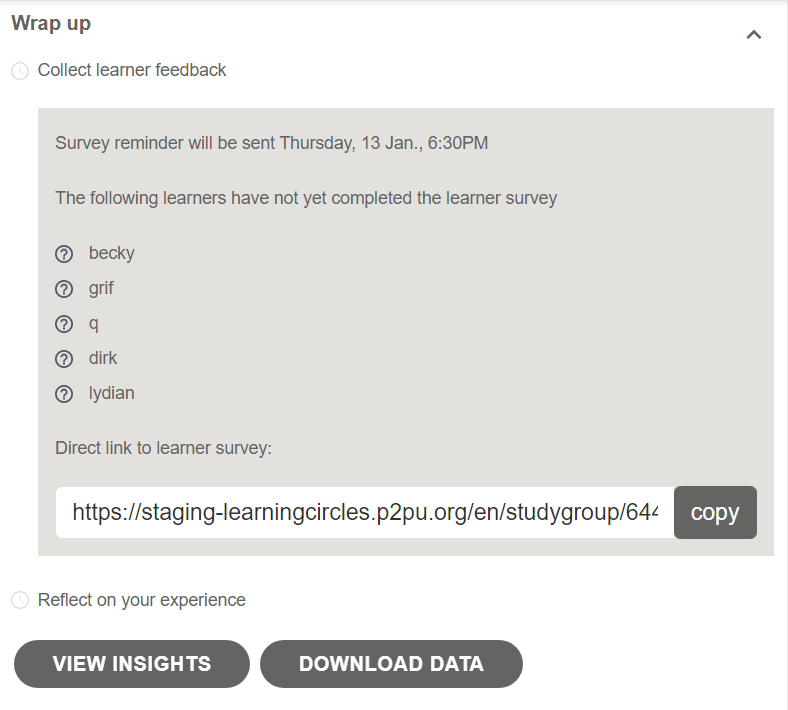 Wrap up
Collect learner feedback
Survey reminder will be sent Thursday, 13 Jan., 6:30PM
The following learners have not yet completed the learner survey
becky
grif
q
dirk
lydian
Direct link to learner survey:
https://staging-learningcircles.p2pu.org/en/studygroup/644 copy
Reflect on your experience
VIEW INSIGHTS DOWNLOAD DATA